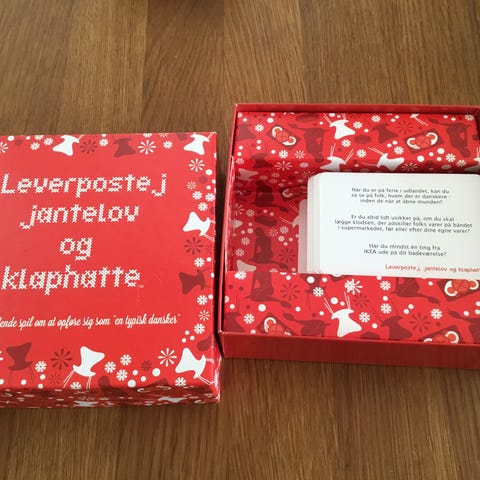 Leverpostej
jantelov
og
klaphatte
lende spil om at opføre sig som "en typisk dansker"
Når du er på ferie i udlandet, kan du
så se på folk, hvem der er danskere -
inden de når at åbne munden?
Er du altid lidt usikker på, om du skal
lægge klodsen, der adskiller folks varer på båndet
i supermarkedet, før eller efter dine egne varer?
Har du mindst én ting fra
IKEA ude på dit badeværelse?
Leverpostej, jantelov og klaphatt